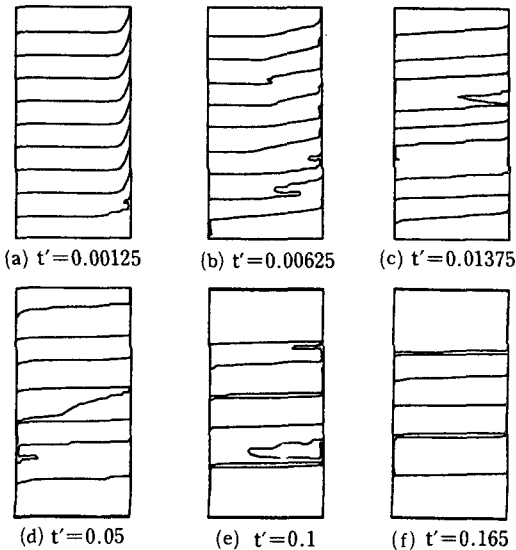 (a) t′=0.00125
(b) t′=0.00625
(c) t′=0.01375
(d) t′=0.05
(e) t′=0.1
(f) t′=0.165